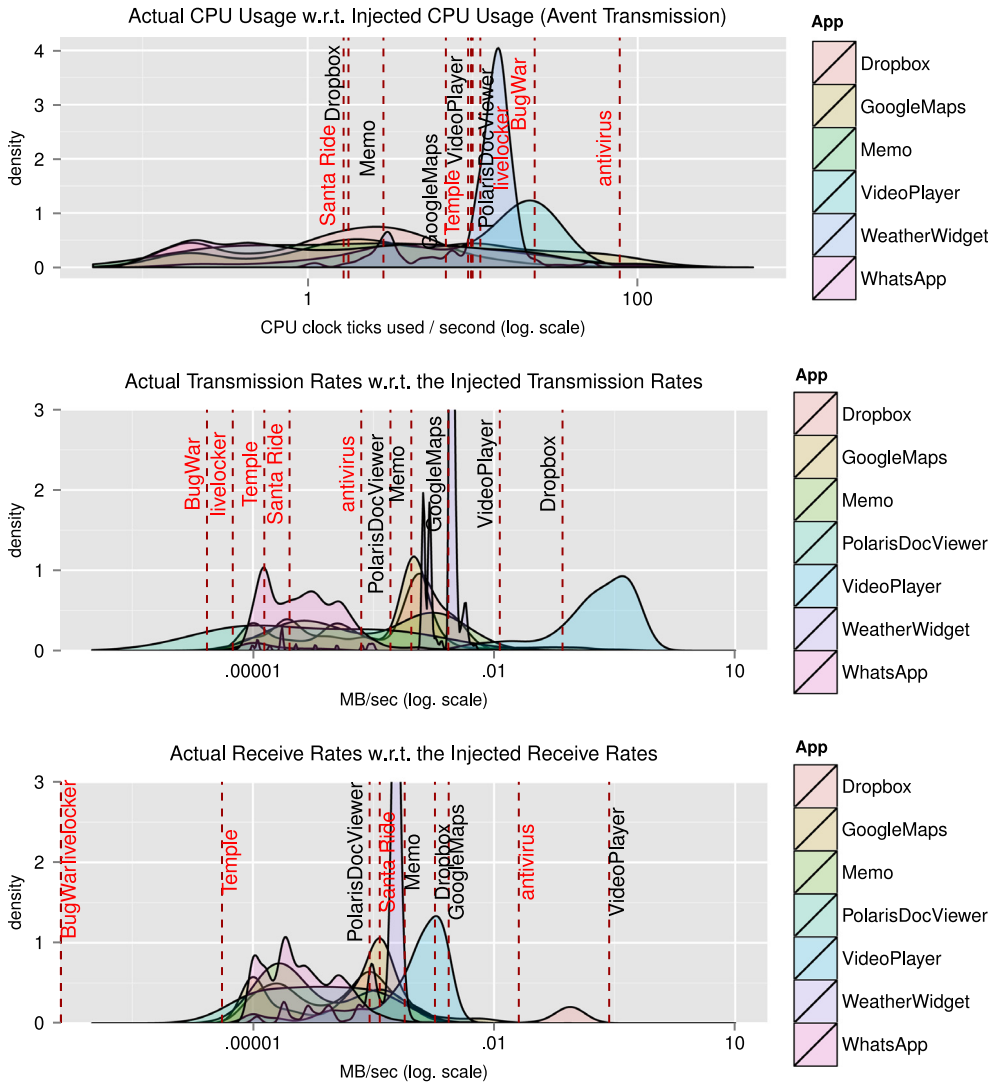 Actual CPU Usage w.r.t. Injected CPU Usage (Avent Transmission)
density
4
3
2
1
0
Santa Ride
Dropbox
Memo
GoogleMaps
Temple
VideoPlayer
PolarisDocViewer
livelocker
BugWar
antivirus
1
100
CPU clock ticks used / second (log. scale)
App
Dropbox
GoogleMaps
Memo
VideoPlayer
WeatherWidget
WhatsApp
Actual Transmission Rates w.r.t. the Injected Transmission Rates
density
3
2
1
0
BugWar
livelocker
Temple
Santa Ride
antivirus
PolarisDocViewer
Memo
GoogleMaps
VideoPlayer
Dropbox
.00001
.01
10
MB/sec (log. scale)
App
Dropbox
GoogleMaps
Memo
PolarisDocViewer
VideoPlayer
WeatherWidget
WhatsApp
Actual Receive Rates w.r.t. the Injected Receive Rates
density
3
2
1
0
BugWarlivelocker
Temple
PolarisDocViewer
Santa Ride
Memo
Dropbox
GoogleMaps
antivirus
VideoPlayer
.00001
.01
10
MB/sec (log. scale)
App
Dropbox
GoogleMaps
Memo
PolarisDocViewer
VideoPlayer
WeatherWidget
WhatsApp